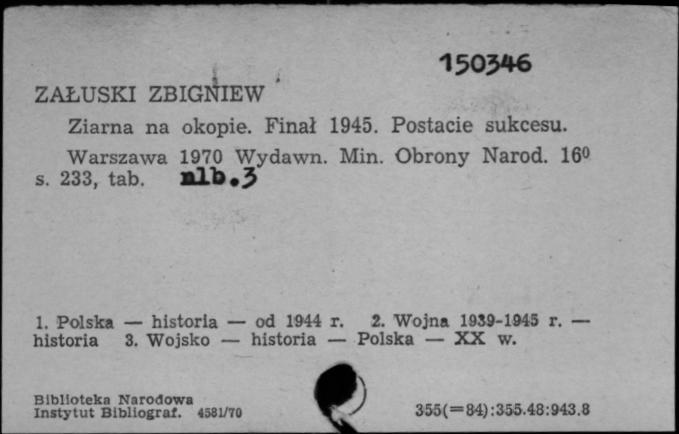 150346
ZAŁUSKI ZBIGNIEW
Ziarna na okopie. Finał 1945. Postacie sukcesu.
Warszawa 1970 Wydawn. Min. Obrony Narod. 16⁰
s. 233, tab. nlb.3
1. Polska — historia — od 1944 r. 2. Wojna 1939-1945 r. —
historia 3. Wojsko — historia — Polska — XX w.
Biblioteka Narodowa
Instytut Bibliograf. 4581/70
355(=84):355.48:943.8